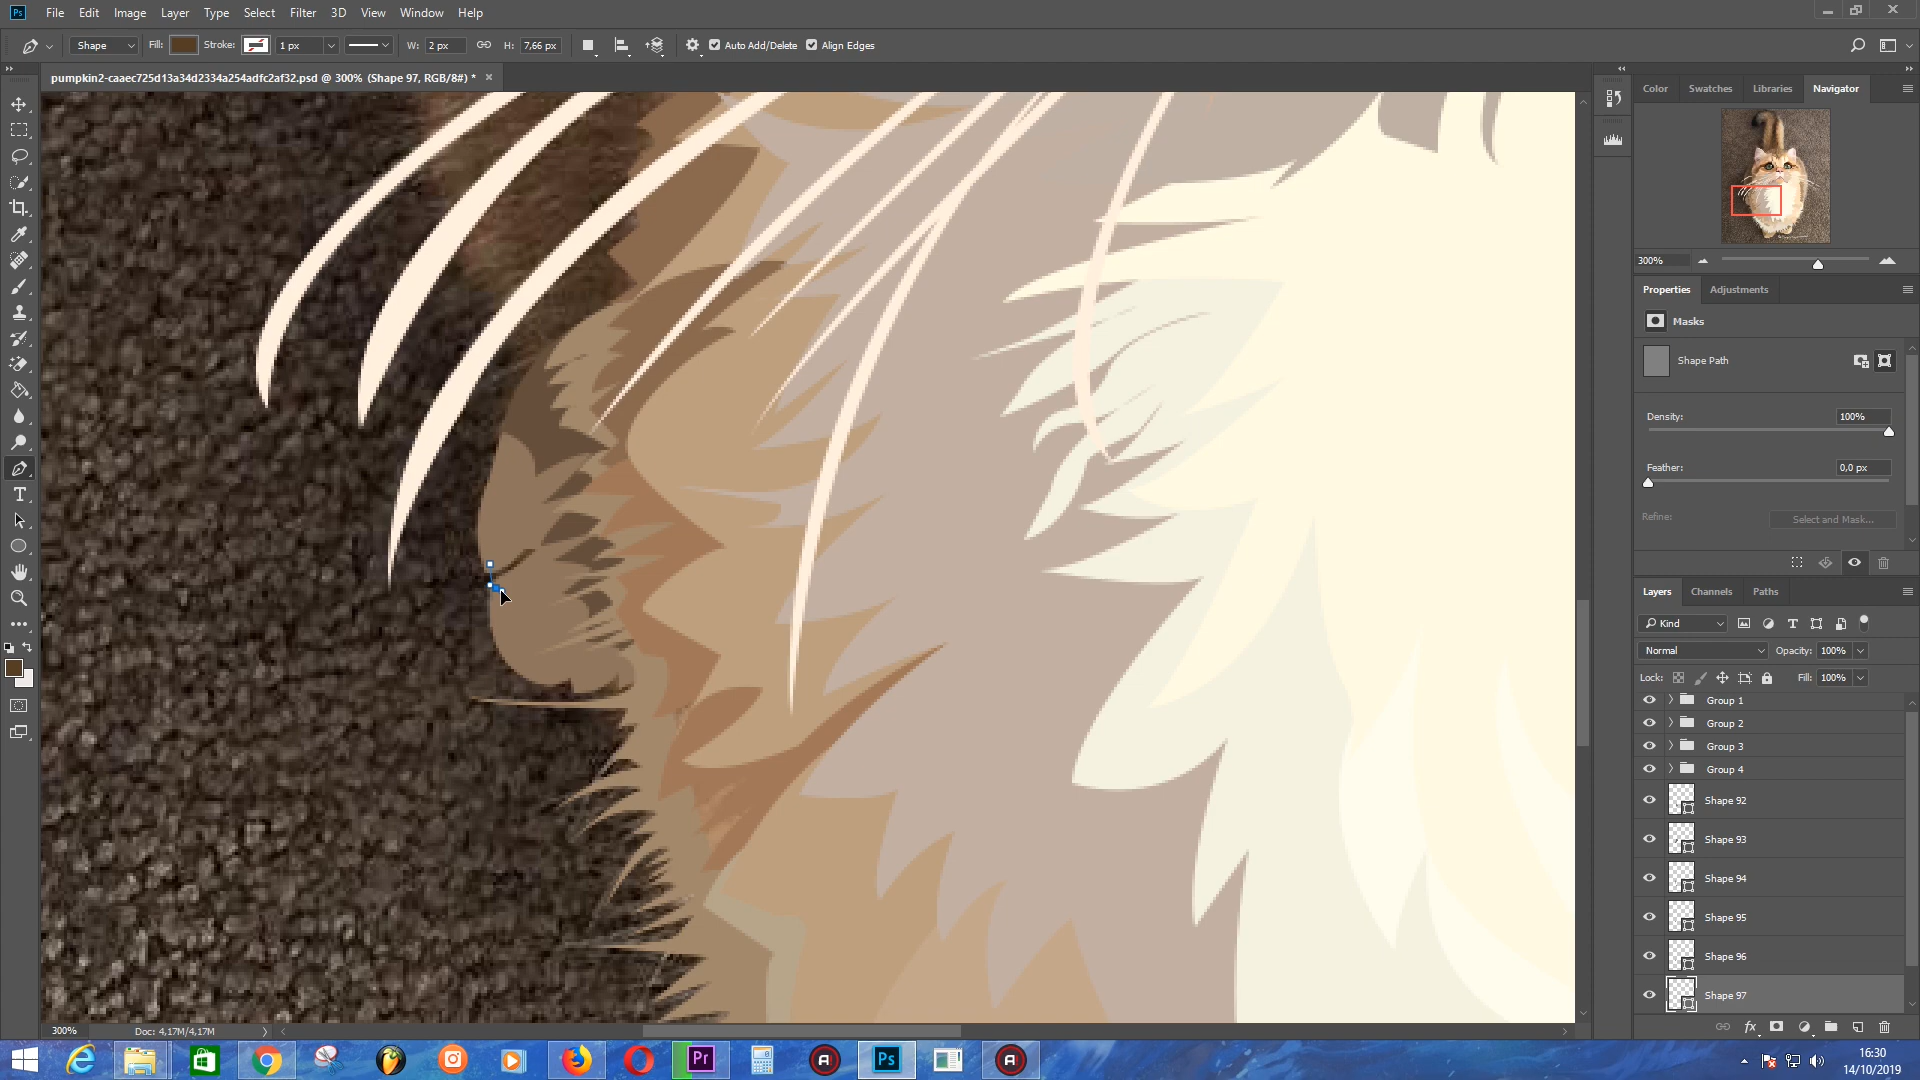 Ps File Edit Image Layer Type Select Filter 3D View Window Help
Shape Fill: Stroke: 1 px W: 2 px H: 7,66 px Auto Add/Delete Align Edges
pumpkin2-caaec725d13a34d2334a254adfc2af32.psd @ 300% (Shape 97, RGB/8#) *
Color Swatches Libraries Navigator
300%
Properties Adjustments
Masks
Shape Path
Density: 100%
Feather: 0,0 px
Refine: Select and Mask...
Layers Channels Paths
Kind
Normal Opacity: 100%
Lock: Fill: 100%
Group 1
Group 2
Group 3
Group 4
Shape 92
Shape 93
Shape 94
Shape 95
Shape 96
Shape 97
300% Doc: 4,17M/4,17M
Pr Ps
16:30
14/10/2019